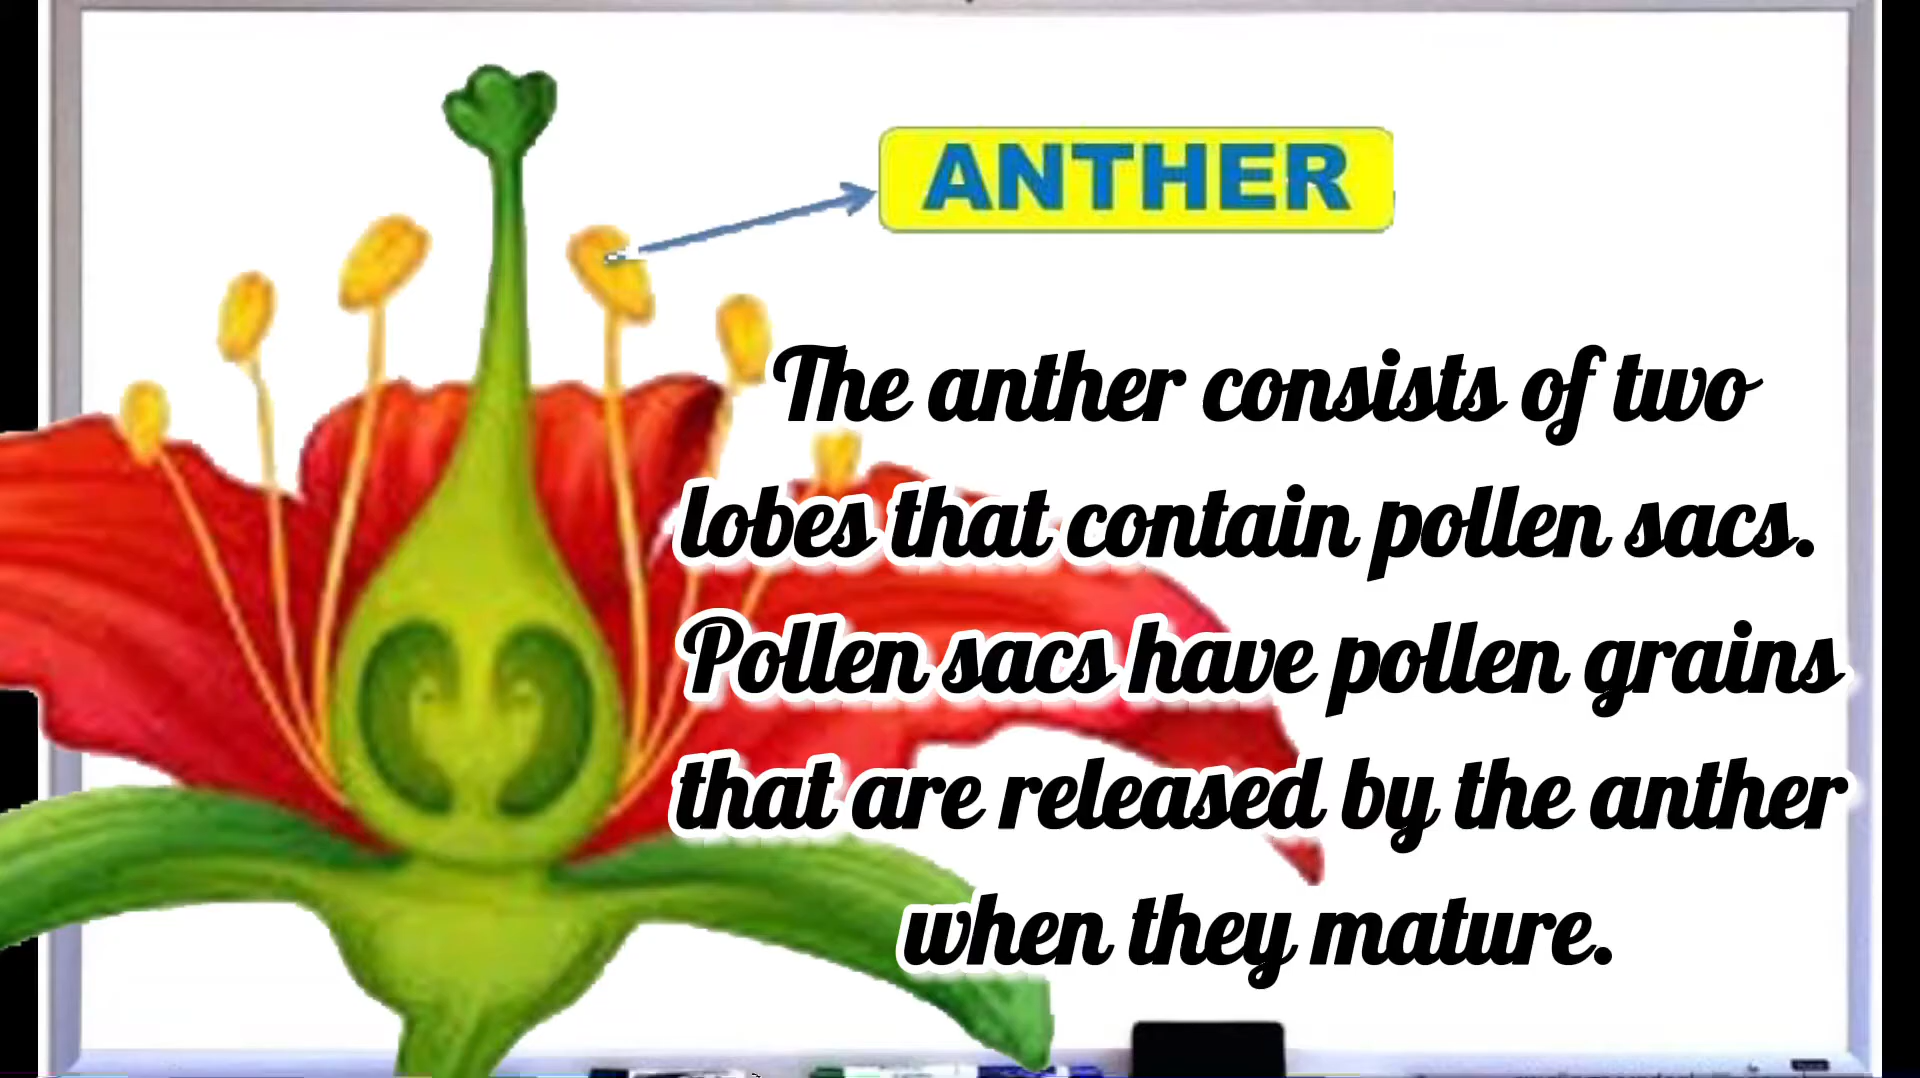 ANTHER
The anther consists of two
lobes that contain pollen sacs.
Pollen sacs have pollen grains
that are released by the anther
when they mature.